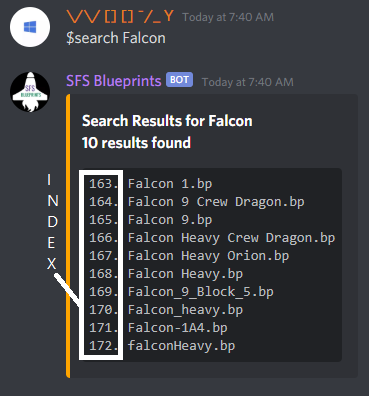 \/\/ [] [] ¯/_ Y Today at 7:40 AM
$search Falcon
SFS BLUEPRINTS
SFS Blueprints BOT Today at 7:40 AM
Search Results for Falcon
10 results found
INDEX
163. Falcon 1.bp
164. Falcon 9 Crew Dragon.bp
165. Falcon 9.bp
166. Falcon Heavy Crew Dragon.bp
167. Falcon Heavy Orion.bp
168. Falcon Heavy.bp
169. Falcon_9_Block_5.bp
170. Falcon_heavy.bp
171. Falcon-1A4.bp
172. falconHeavy.bp